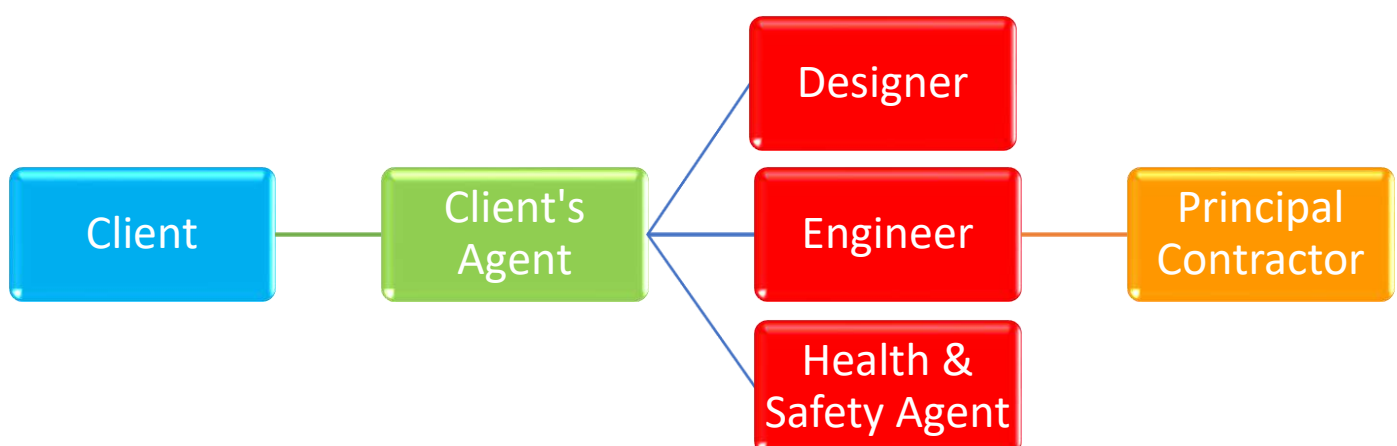 Designer
Client
Client's
Agent
Engineer
Principal
Contractor
Health &
Safety Agent